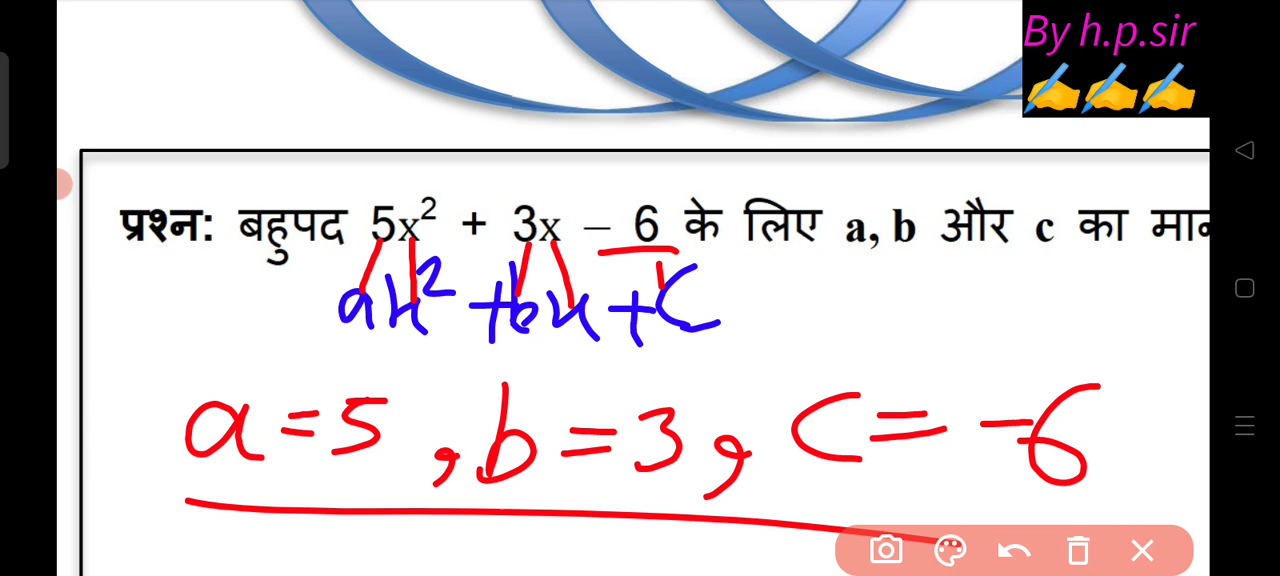 By h.p.sir
✍✍✍
प्रश्न: बहुपद 5x² + 3x – 6 के लिए a, b और c का मान
ax² + bx + c
a = 5, b = 3, c = -6